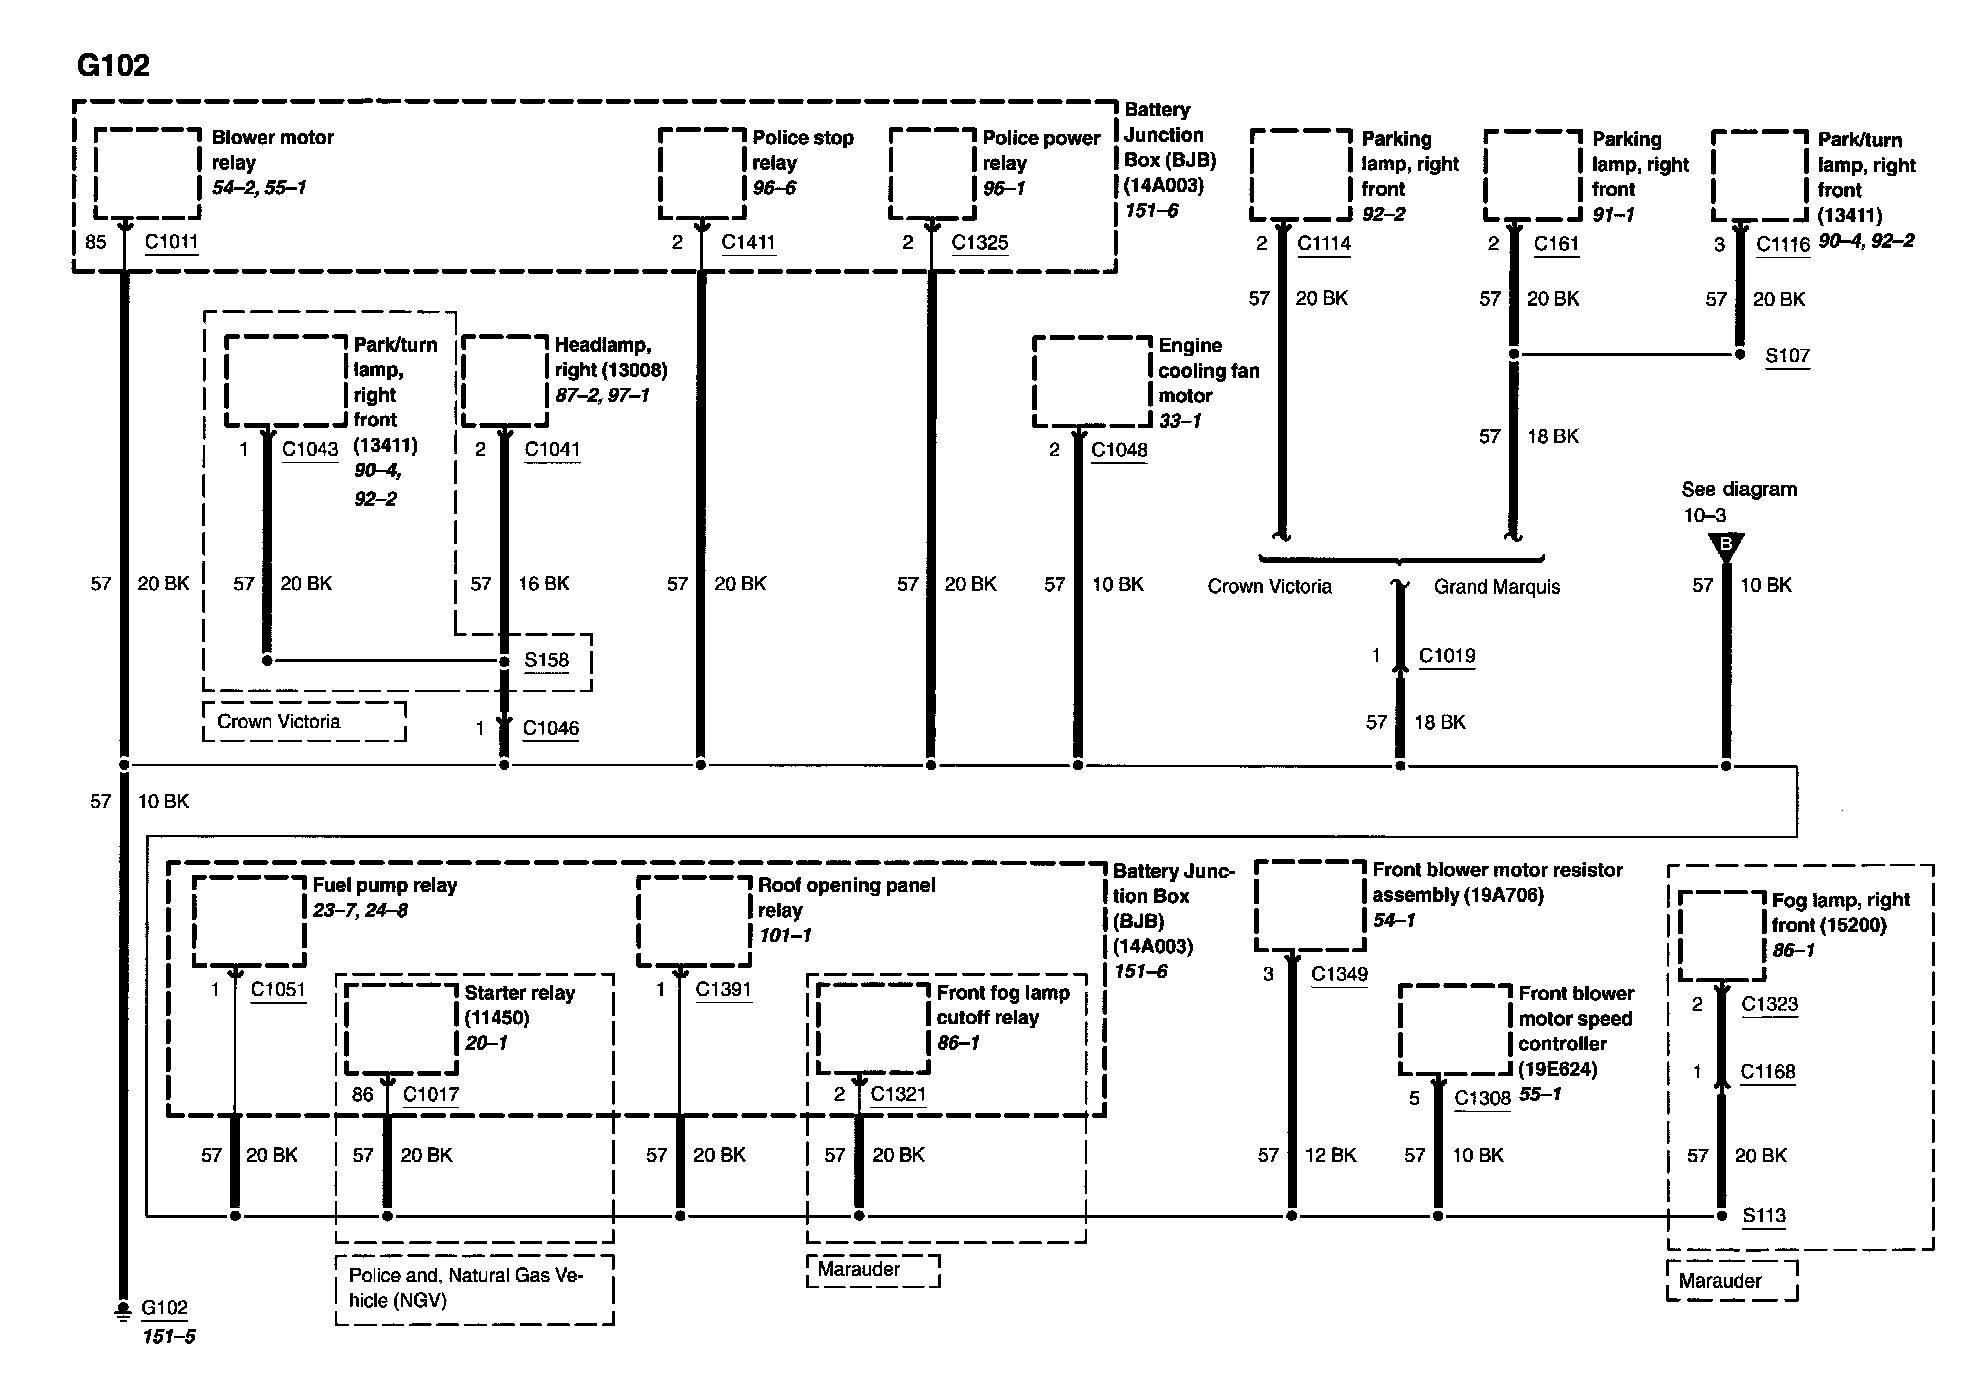 G102
Blower motor
relay
54–2, 55–1
85 C1011
Police stop
relay
96–6
2 C1411
Police power
relay
96–1
2 C1325
Battery
Junction
Box (BJB)
(14A003)
151–6
Parking
lamp, right
front
92–2
2 C1114
57 20 BK
Parking
lamp, right
front
91–1
2 C161
57 20 BK
Park/turn
lamp, right
front
(13411)
90–4, 92–2
3 C1116
57 20 BK
S107
57 18 BK
Park/turn
lamp,
right
front
(13411)
90–4,
92–2
1 C1043
Headlamp,
right (13008)
87–2, 97–1
2 C1041
Engine
cooling fan
motor
33–1
2 C1048
See diagram
10–3
B
57 20 BK
57 20 BK
57 16 BK
57 20 BK
57 20 BK
57 10 BK
Crown Victoria
Grand Marquis
57 10 BK
S158
1 C1019
Crown Victoria
1 C1046
57 18 BK
57 10 BK
Fuel pump relay
23–7, 24–8
1 C1051
Starter relay
(11450)
20–1
86 C1017
Roof opening panel
relay
101–1
1 C1391
Front fog lamp
cutoff relay
86–1
2 C1321
Battery Junc-
tion Box
(BJB)
(14A003)
151–6
Front blower motor resistor
assembly (19A706)
54–1
3 C1349
Front blower
motor speed
controller
(19E624)
55–1
5 C1308
Fog lamp, right
front (15200)
86–1
2 C1323
1 C1168
57 20 BK
57 20 BK
57 20 BK
57 20 BK
57 12 BK
57 10 BK
57 20 BK
S113
Police and, Natural Gas Ve-
hicle (NGV)
Marauder
Marauder
G102
151–5